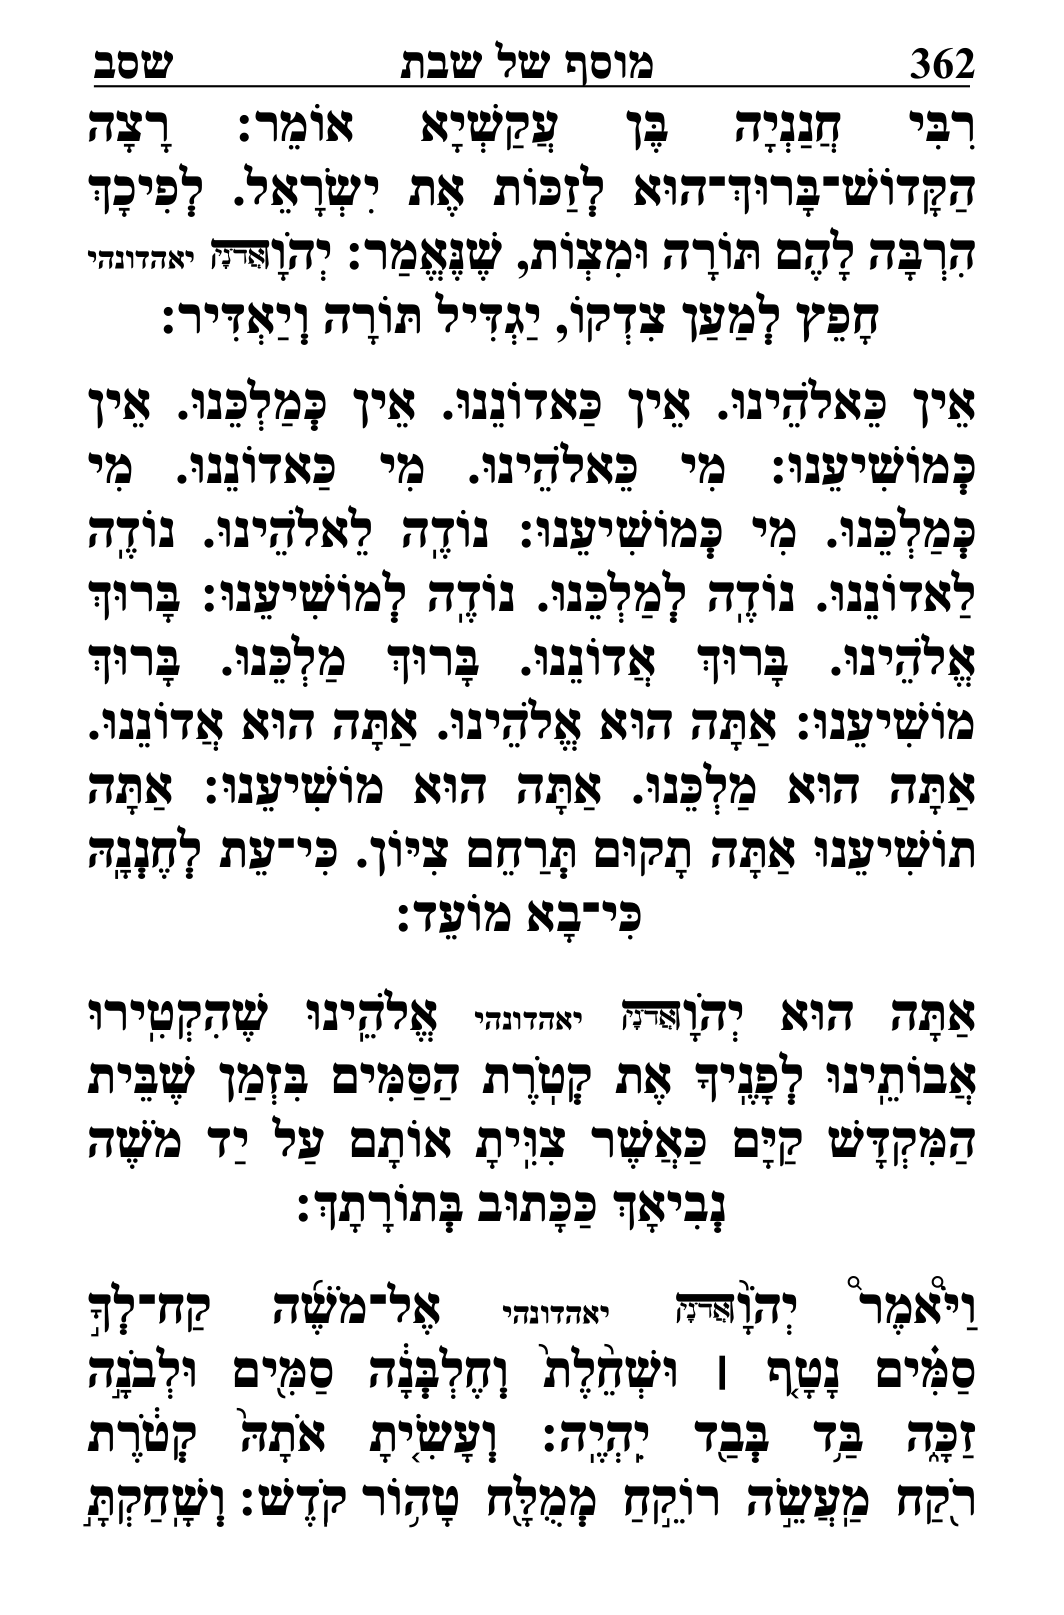 362 מוסף של שבת שסב
רִבִּי חֲנַנְיָה בֶּן עֲקַשְׁיָא אוֹמֵר: רָצָה
הַקָּדוֹשׁ־בָּרוּךְ־הוּא לְזַכּוֹת אֶת יִשְׂרָאֵל. לְפִיכָךְ
הִרְבָּה לָהֶם תּוֹרָה וּמִצְוֹת, שֶׁנֶּאֱמַר: יְהֹוָאֲדֹנָיּ יאהדונהי
חָפֵץ לְמַעַן צִדְקוֹ, יַגְדִּיל תּוֹרָה וְיַאְדִּיר:
אֵין כֵּאלֹהֵינוּ. אֵין כַּאדוֹנֵנוּ. אֵין כְּמַלְכֵּנוּ. אֵין
כְּמוֹשִׁיעֵנוּ: מִי כֵּאלֹהֵינוּ. מִי כַּאדוֹנֵנוּ. מִי
כְּמַלְכֵּנוּ. מִי כְּמוֹשִׁיעֵנוּ: נוֹדֶֽה לֵאלֹהֵינוּ. נוֹדֶֽה
לַאדוֹנֵנוּ. נוֹדֶֽה לְמַלְכֵּנוּ. נוֹדֶֽה לְמוֹשִׁיעֵנוּ: בָּרוּךְ
אֱלֹהֵינוּ. בָּרוּךְ אֲדוֹנֵנוּ. בָּרוּךְ מַלְכֵּנוּ. בָּרוּךְ
מוֹשִׁיעֵנוּ: אַתָּה הוּא אֱלֹהֵינוּ. אַתָּה הוּא אֲדוֹנֵנוּ.
אַתָּה הוּא מַלְכֵּנוּ. אַתָּה הוּא מוֹשִׁיעֵנוּ: אַתָּה
תוֹשִׁיעֵנוּ אַתָּה תָקוּם תְּרַחֵם צִיּוֹן. כִּי־עֵת לְחֶנְנָֽהּ
כִּי־בָא מוֹעֵד:
אַתָּה הוּא יְהֹוָאֲדֹנָיּ יאהדונהי אֱלֹהֵֽינוּ שֶׁהִקְטִֽירוּ
אֲבוֹתֵֽינוּ לְפָנֶֽיךָ אֶת קְטֹֽרֶת הַסַּמִּים בִּזְמַן שֶׁבֵּית
הַמִּקְדָּשׁ קַיָּם כַּאֲשֶׁר צִוִּֽיתָ אוֹתָם עַל יַד מֹשֶׁה
נְבִיאָךְ כַּכָּתוּב בְּתוֹרָתָךְ:
וַיֹּ֩אמֶר֩ יְהֹוָ֨אֲדֹנָיּ יאהדונהי אֶל־מֹשֶׁ֜ה קַח־לְךָ֣
סַמִּ֗ים נָטָ֤ף ׀ וּשְׁחֵ֙לֶת֙ וְחֶלְבְּנָ֔ה סַמִּ֖ים וּלְבֹנָ֣ה
זַכָּ֑ה בַּ֥ד בְּבַ֖ד יִֽהְיֶֽה: וְעָשִׂ֤יתָ אֹתָהּ֙ קְטֹ֔רֶת
רֹ֖קַח מַעֲשֵׂ֣ה רוֹקֵ֑חַ מְמֻלָּ֖ח טָה֥וֹר קֹֽדֶשׁ: וְשָֽׁחַקְתָּ֣